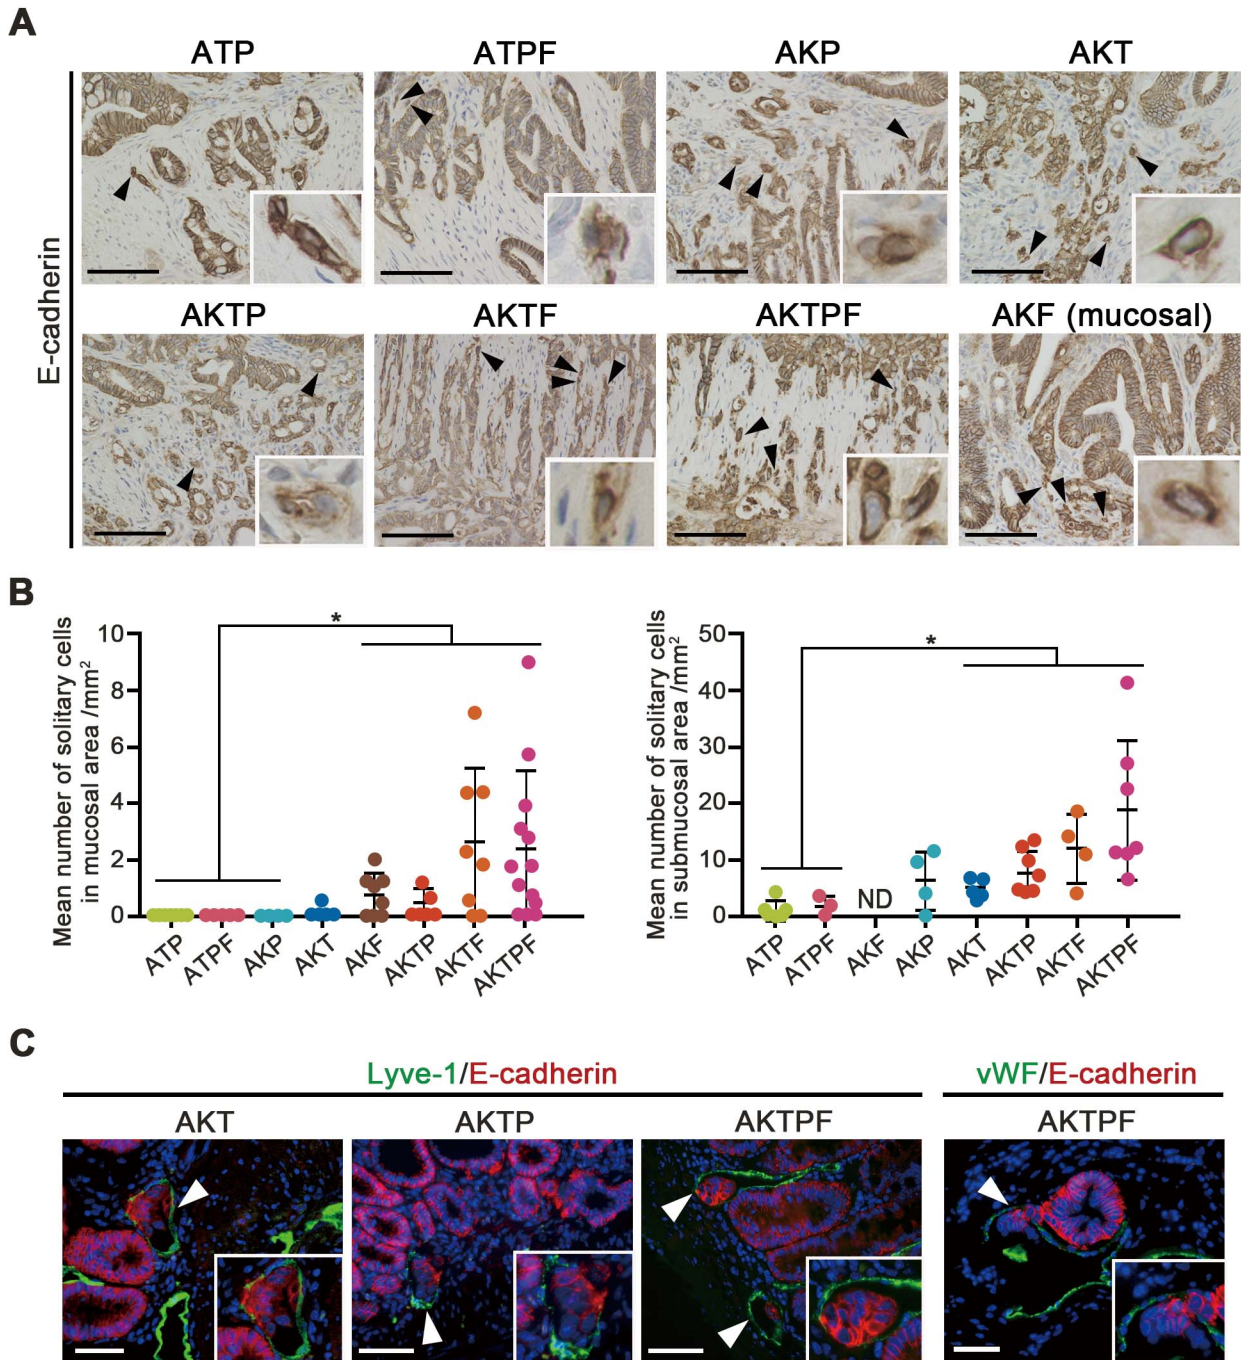 A
ATP ATPF AKP AKT
E-cadherin
AKTP AKTF AKTPF AKF (mucosal)
B
Mean number of solitary cells
in mucosal area /mm2
10
8
6
4
2
0
*
ATP ATPF AKP AKT AKF AKTP AKTF AKTPF
Mean number of solitary cells
in submucosal area /mm2
50
40
30
20
10
0
*
ND
ATP ATPF AKF AKP AKT AKTP AKTF AKTPF
C
Lyve-1/E-cadherin vWF/E-cadherin
AKT AKTP AKTPF AKTPF